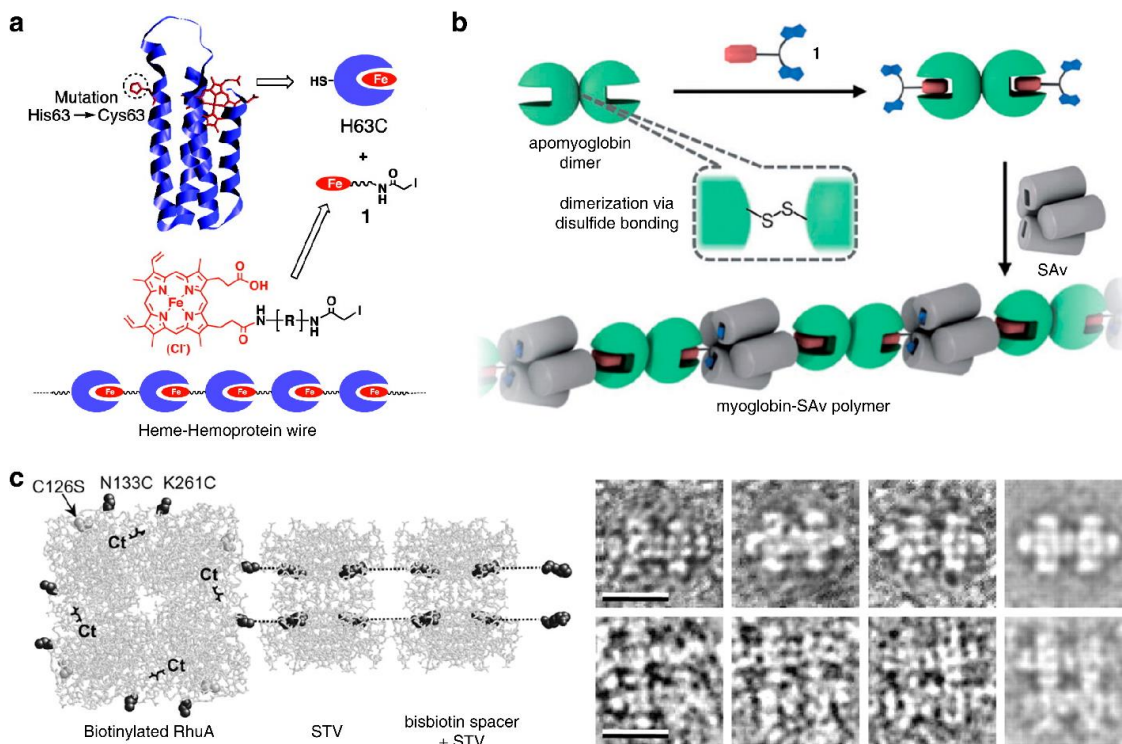 a
Mutation
His63 → Cys63
HS
Fe
H63C
+
Fe
N
H
O
I
1
O
OH
N
N
Fe
N
N
(Cl-)
O
H
N
R
N
H
O
I
Fe
Fe
Fe
Fe
Fe
Heme-Hemoprotein wire
b
1
1
1
apomyoglobin
dimer
dimerization via
disulfide bonding
S
S
SAv
myoglobin-SAv polymer
c
C126S
N133C
K261C
Ct
Ct
Ct
Ct
Biotinylated RhuA
STV
bisbiotin spacer
+ STV